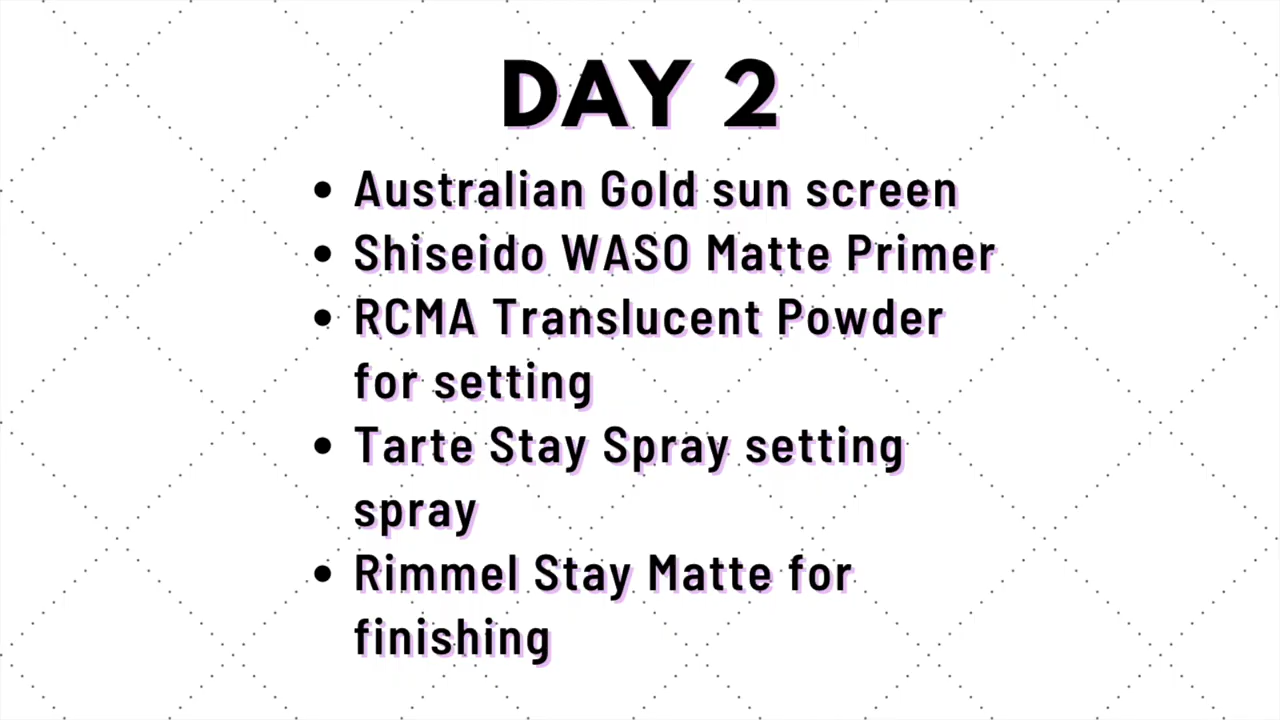 DAY 2
• Australian Gold sun screen
• Shiseido WASO Matte Primer
• RCMA Translucent Powder
for setting
• Tarte Stay Spray setting
spray
• Rimmel Stay Matte for
finishing